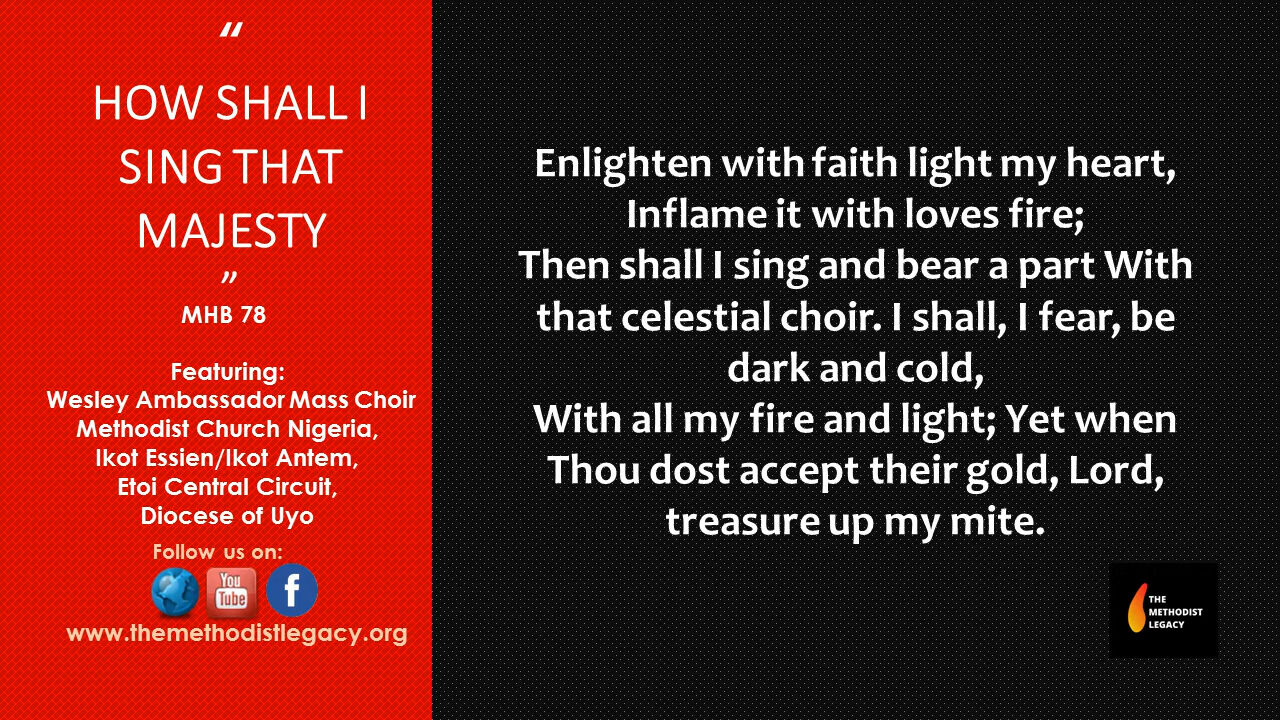 “
HOW SHALL I
SING THAT
MAJESTY
”
MHB 78
Featuring:
Wesley Ambassador Mass Choir
Methodist Church Nigeria,
Ikot Essien/Ikot Antem,
Etoi Central Circuit,
Diocese of Uyo
Follow us on:
You
Tube
f
www.themethodistlegacy.org
Enlighten with faith light my heart,
Inflame it with loves fire;
Then shall I sing and bear a part With
that celestial choir. I shall, I fear, be
dark and cold,
With all my fire and light; Yet when
Thou dost accept their gold, Lord,
treasure up my mite.
THE
METHODIST
LEGACY